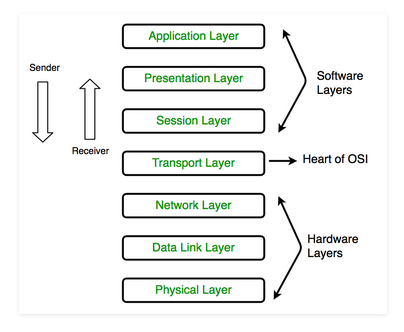 Application Layer
Sender
Presentation Layer
Software
Layers
Session Layer
Receiver
Transport Layer
Heart of OSI
Network Layer
Data Link Layer
Hardware
Layers
Physical Layer